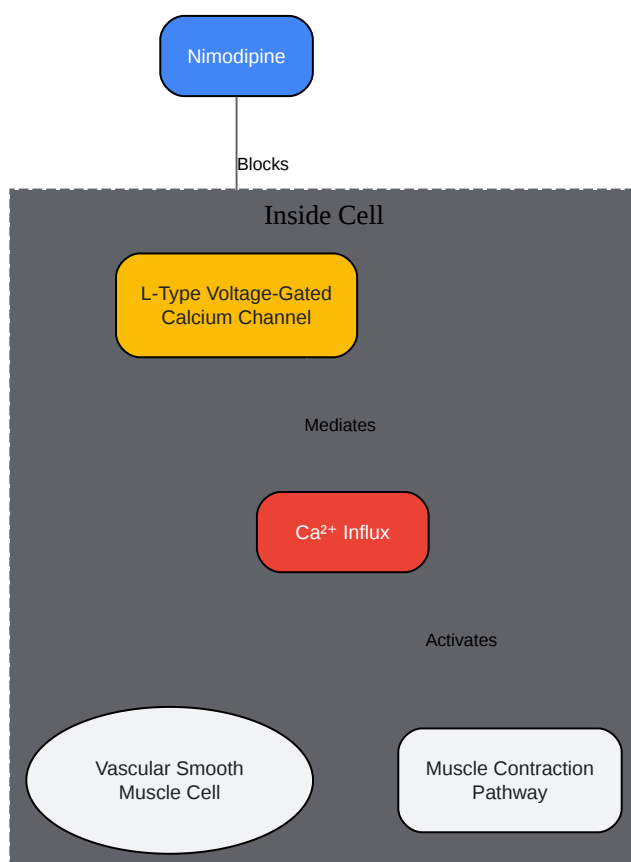 Nimodipine
Blocks
Inside Cell
L-Type Voltage-Gated
Calcium Channel
Mediates
Ca²⁺ Influx
Activates
Vascular Smooth
Muscle Cell
Muscle Contraction
Pathway